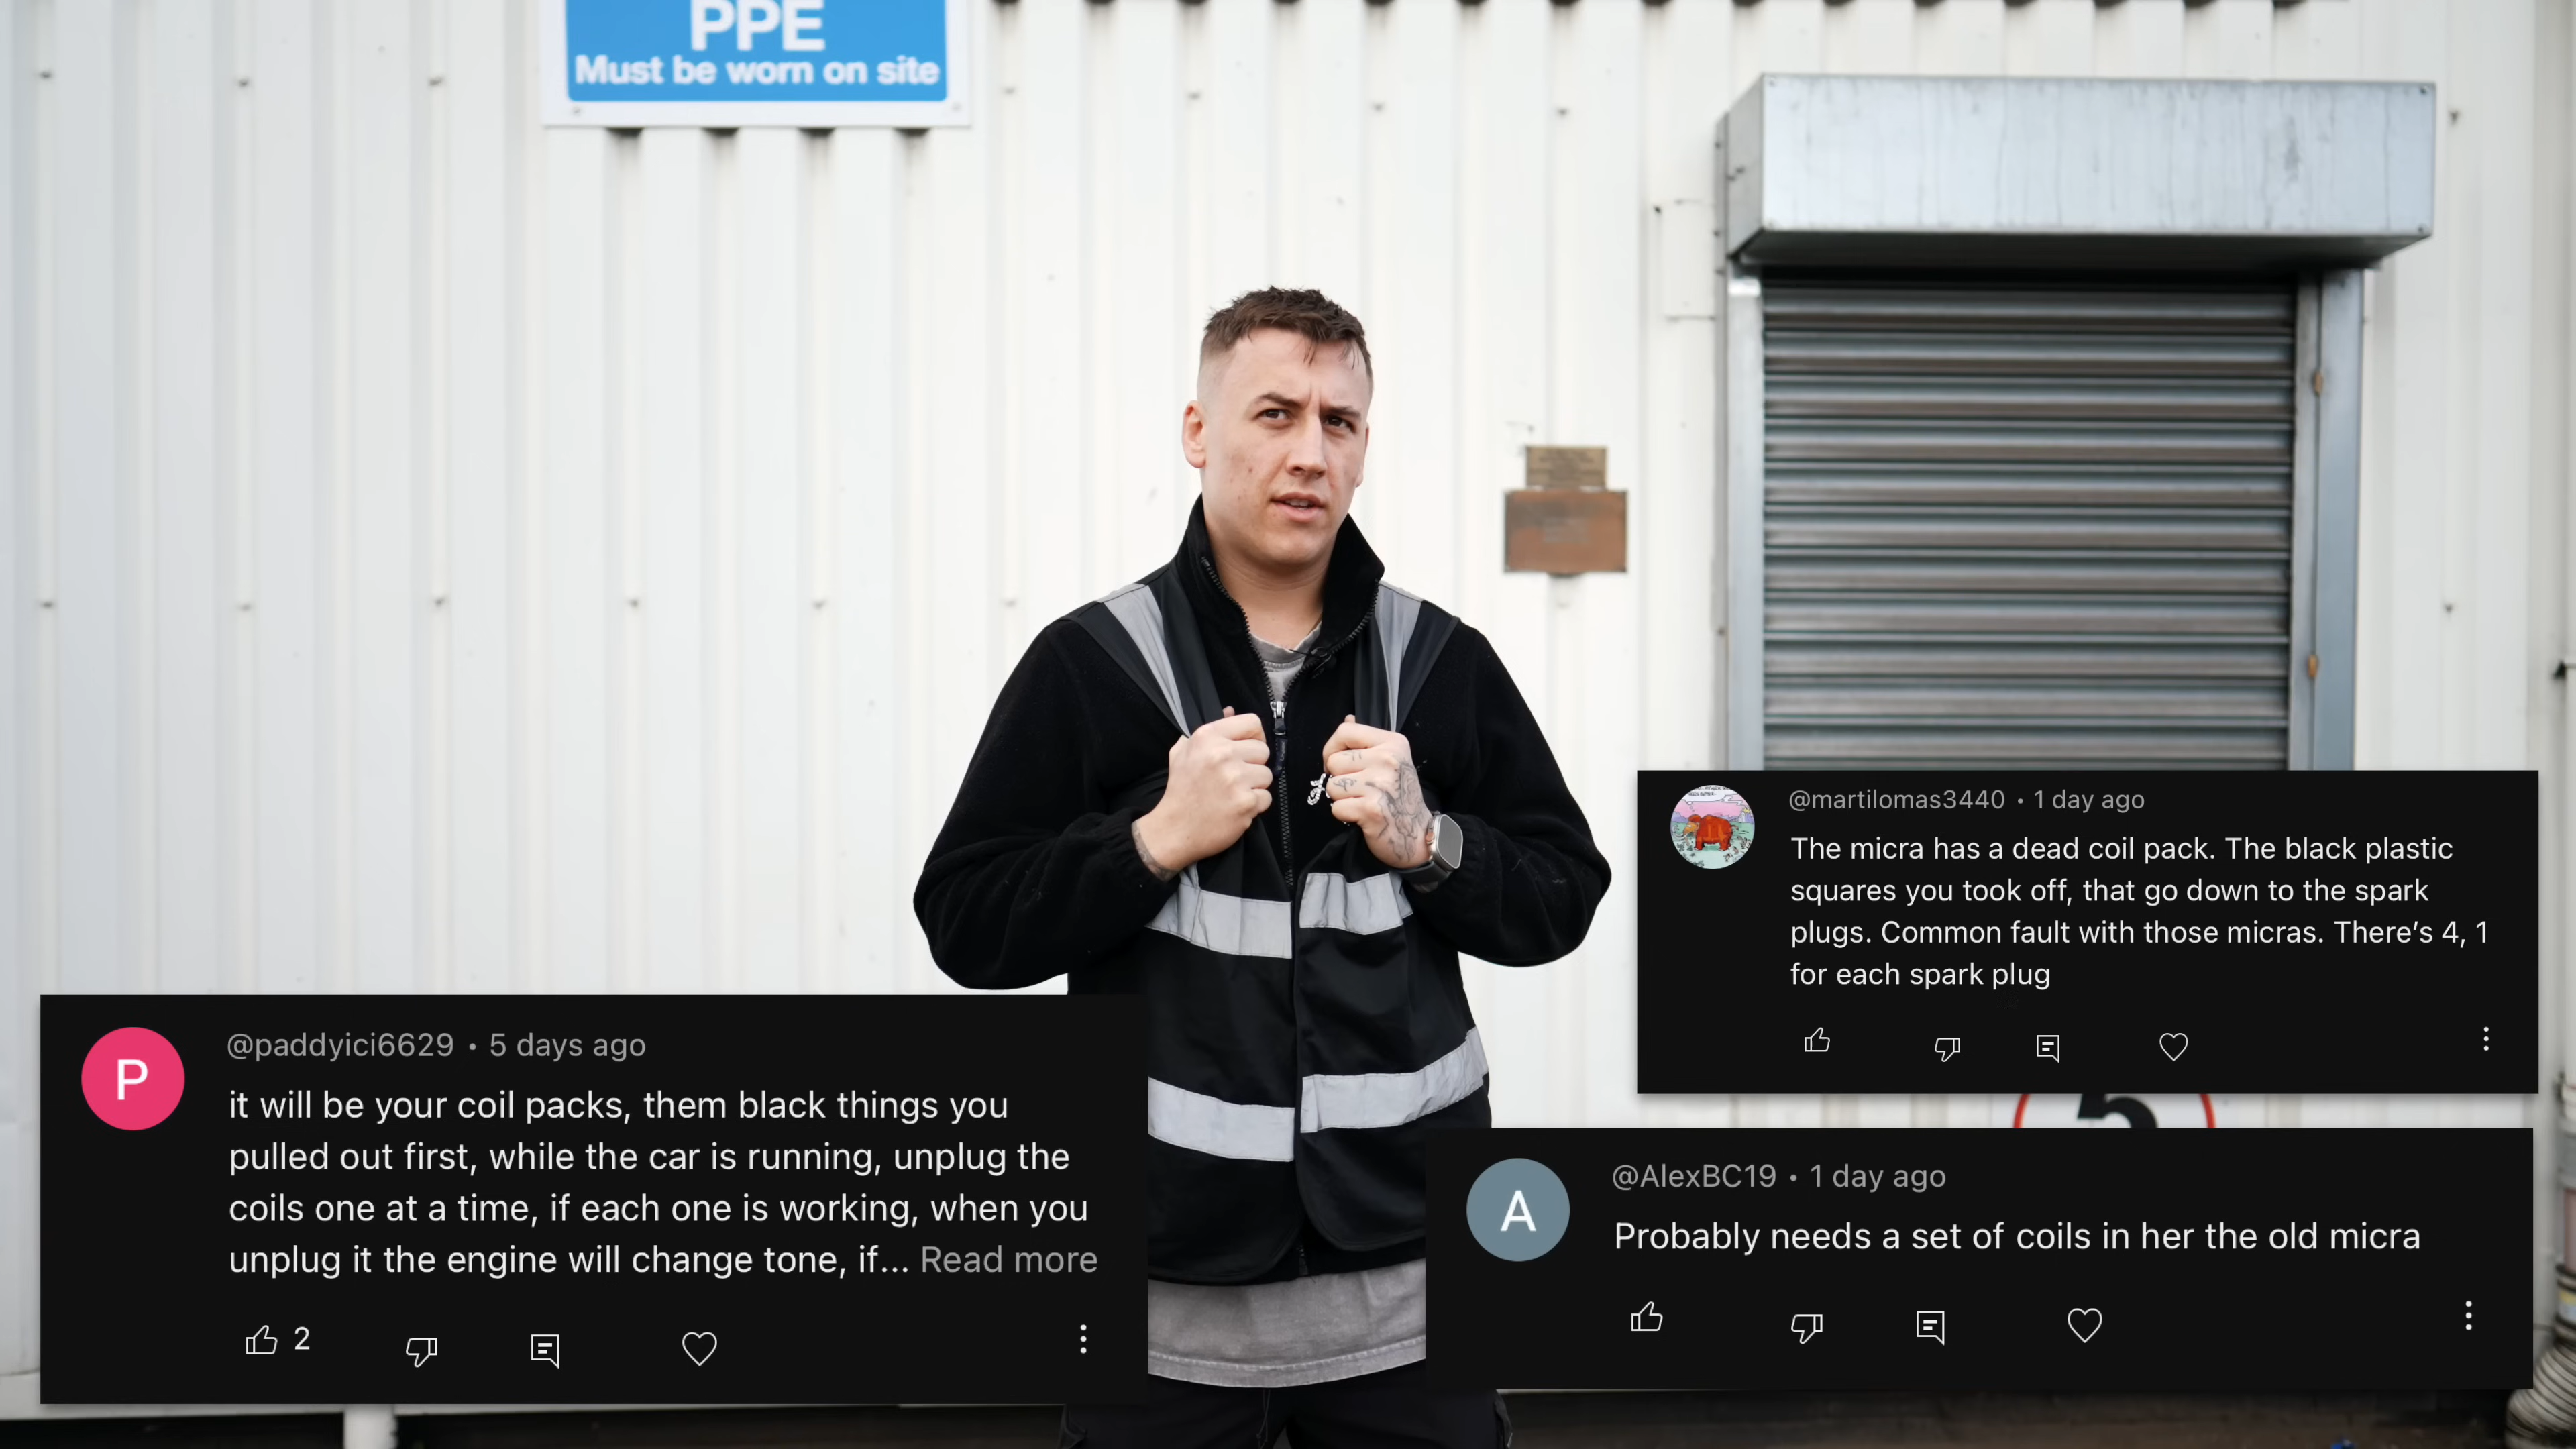 PPE
Must be worn on site
@martilomas3440 • 1 day ago
The micra has a dead coil pack. The black plastic
squares you took off, that go down to the spark
plugs. Common fault with those micras. There’s 4, 1
for each spark plug
P
@paddyici6629 • 5 days ago
it will be your coil packs, them black things you
pulled out first, while the car is running, unplug the
coils one at a time, if each one is working, when you
unplug it the engine will change tone, if... Read more
2
A
@AlexBC19 • 1 day ago
Probably needs a set of coils in her the old micra